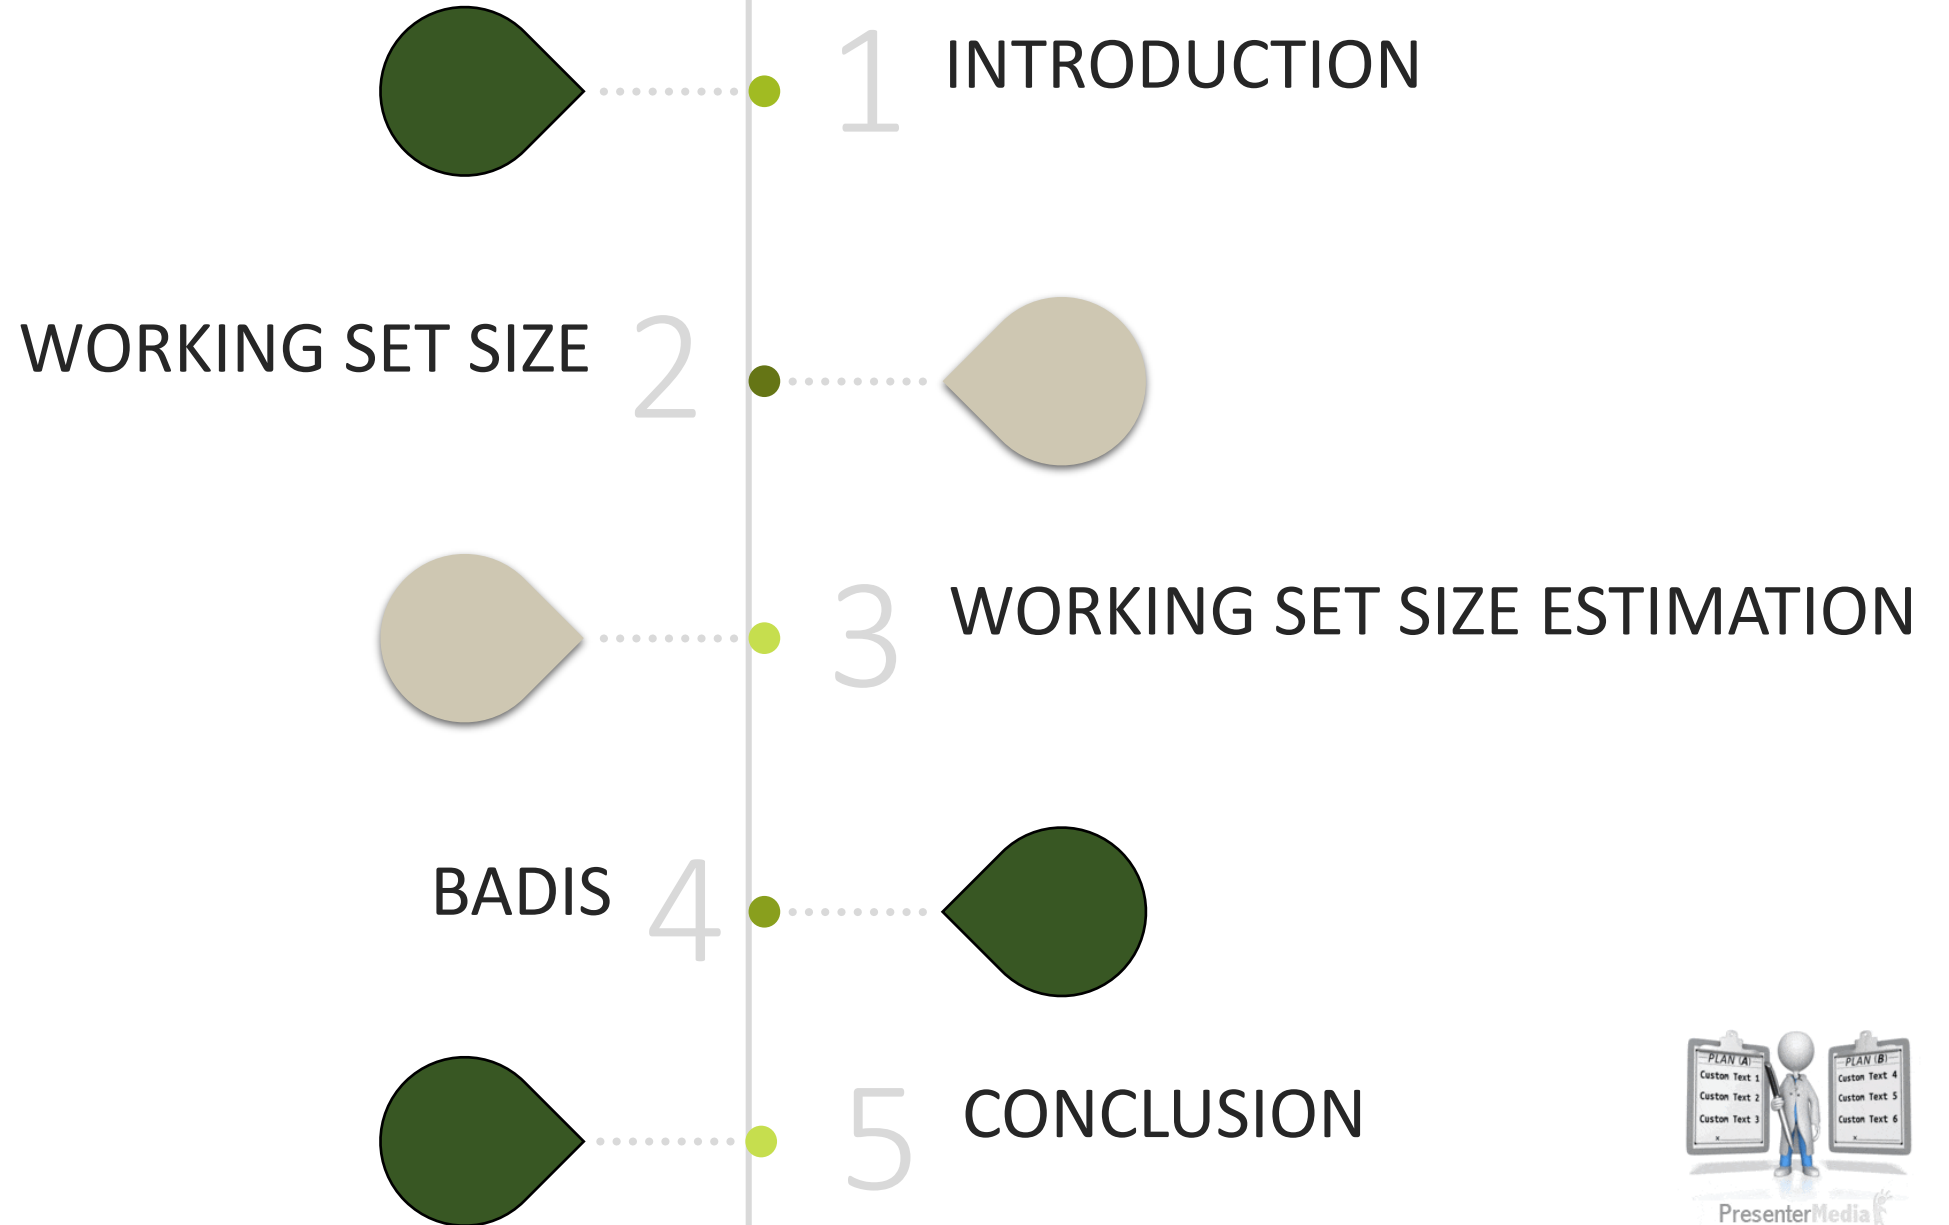 1 INTRODUCTION
WORKING SET SIZE 2
3 WORKING SET SIZE ESTIMATION
BADIS 4
5 CONCLUSION
PLAN (A)
Custom Text 1
Custom Text 2
Custom Text 3
x
PLAN (B)
Custom Text 4
Custom Text 5
Custom Text 6
x
PresenterMedia